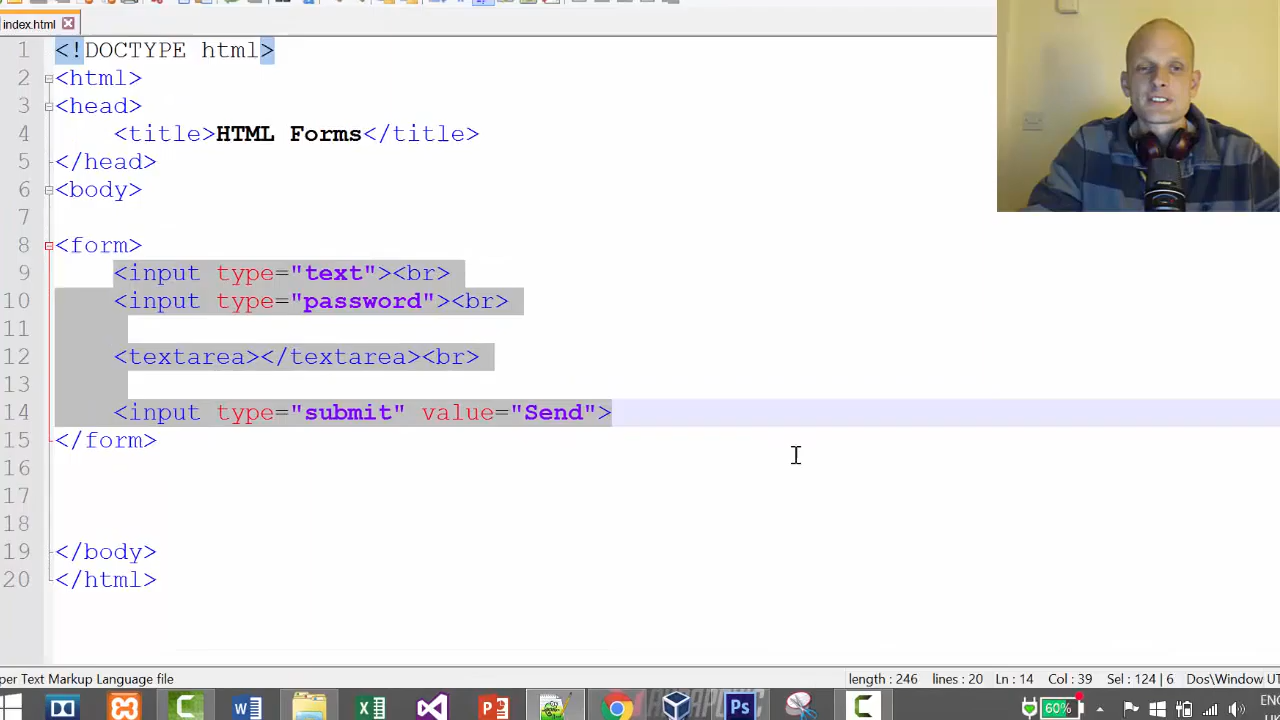 index.html
1 <!DOCTYPE html>
2 <html>
3 <head>
4 <title>HTML Forms</title>
5 </head>
6 <body>
7
8 <form>
9 <input type="text"><br>
10 <input type="password"><br>
11
12 <textarea></textarea><br>
13
14 <input type="submit" value="Send">
15 </form>
16
17
18
19 </body>
20 </html>
per Text Markup Language file length : 246 lines : 20 Ln : 14 Col : 39 Sel : 124 | 6 Dos\Window UT
60% EN